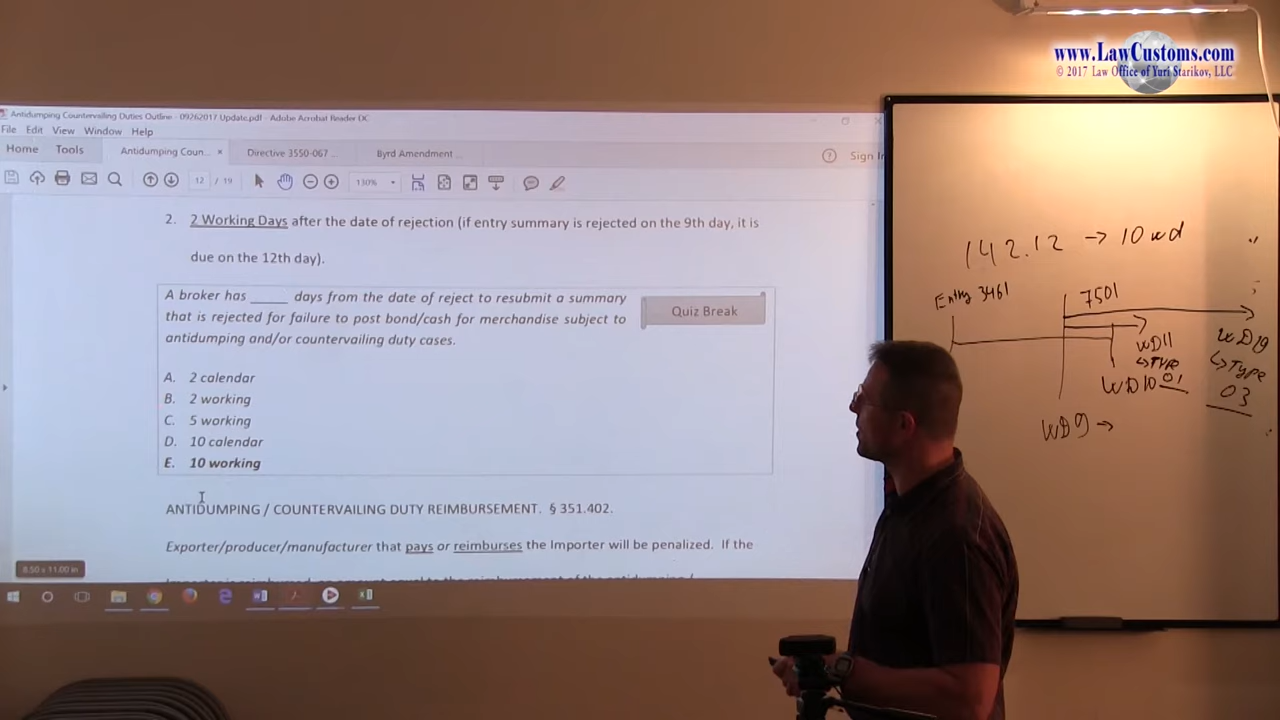 www.LawCustoms.com
© 2017 Law Office of Yuri Starikov, LLC
Antidumping Countervailing Duties Outline - 09262017 Update.pdf - Adobe Acrobat Reader DC
File Edit View Window Help
Home Tools Antidumping Coun... × Directive 3550-067 ... Byrd Amendment ... Sign In
12 / 19 130%
2. 2 Working Days after the date of rejection (if entry summary is rejected on the 9th day, it is
due on the 12th day).
A broker has _____ days from the date of reject to resubmit a summary
that is rejected for failure to post bond/cash for merchandise subject to
antidumping and/or countervailing duty cases.
Quiz Break
A. 2 calendar
B. 2 working
C. 5 working
D. 10 calendar
E. 10 working
ANTIDUMPING / COUNTERVAILING DUTY REIMBURSEMENT. § 351.402.
Exporter/producer/manufacturer that pays or reimburses the Importer will be penalized. If the
8.50 x 11.00 in
142.12 → 10 wd
Entry 3461
7501
WD11
↳ Type
01
WD10
WD19
↳ Type
03
WD9 →